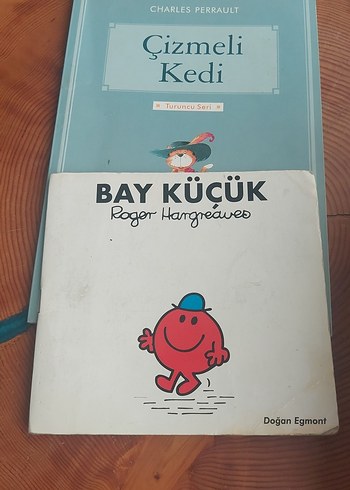 CHARLES PERRAULT
Çizmeli
Kedi
Turuncu Seri
BAY KÜÇÜK
Roger Hargreaves
Doğan Egmont